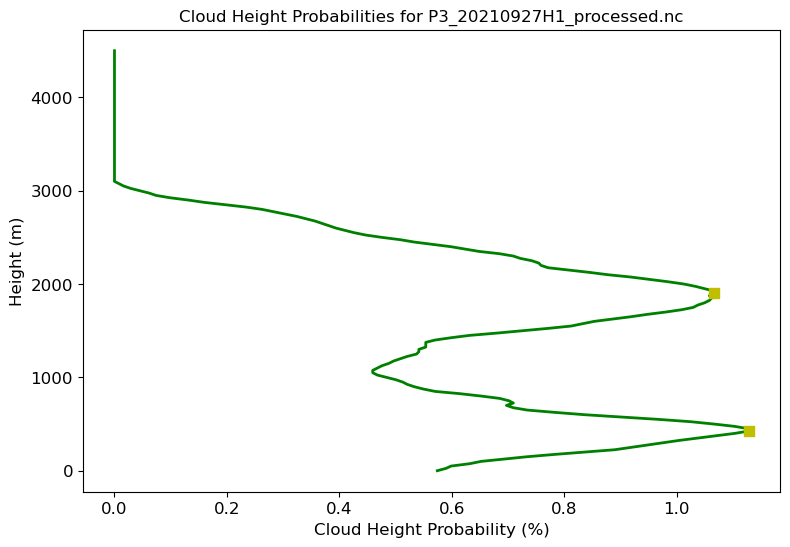 Cloud Height Probabilities for P3_20210927H1_processed.nc
Height (m)
4000
3000
2000
1000
0
0.0 0.2 0.4 0.6 0.8 1.0
Cloud Height Probability (%)